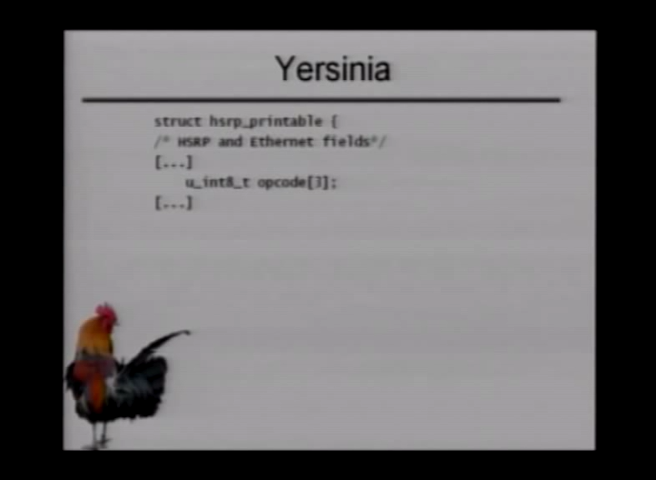 Yersinia
struct hsrp_printable {
/* HSRP and Ethernet fields*/
[...]
u_int8_t opcode[3];
[...]